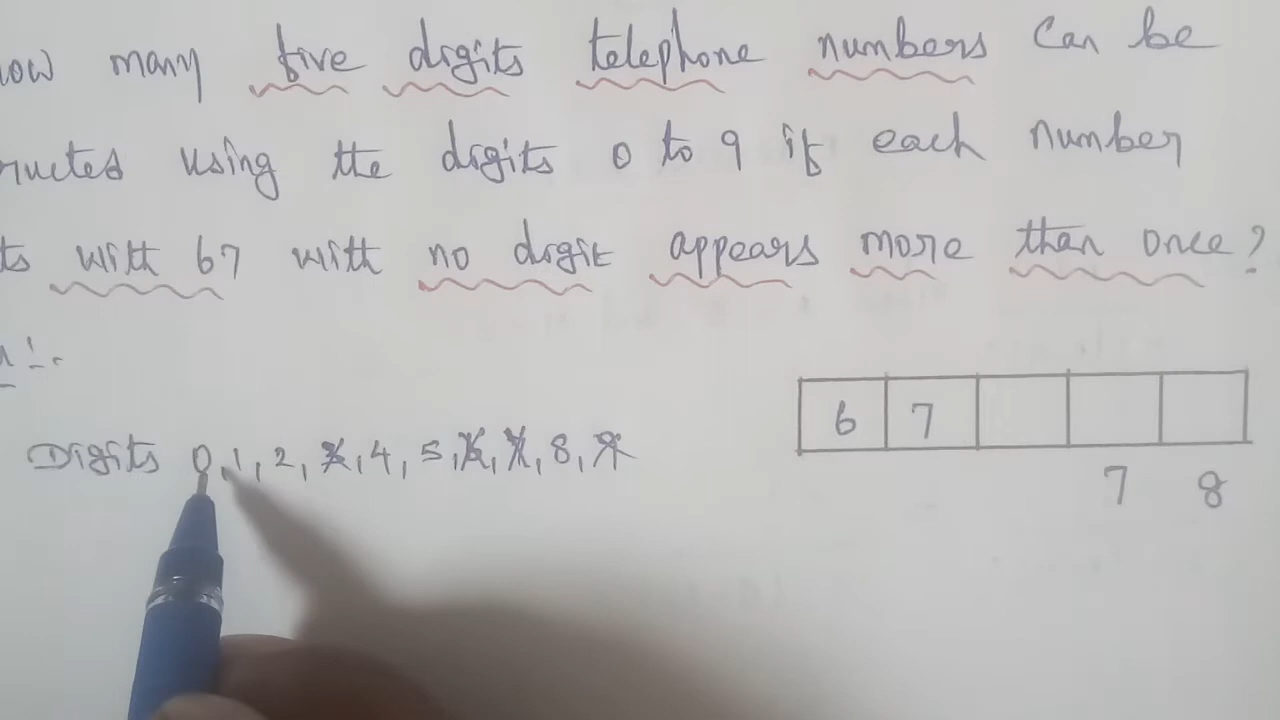 ow many five digits telephone numbers can be
ructed using the digits 0 to 9 if each number
ts with 67 with no digit appears more than once?
n :-
Digits 0, 1, 2, 3, 4, 5, 6, 7, 8, 9
6 7
7 8